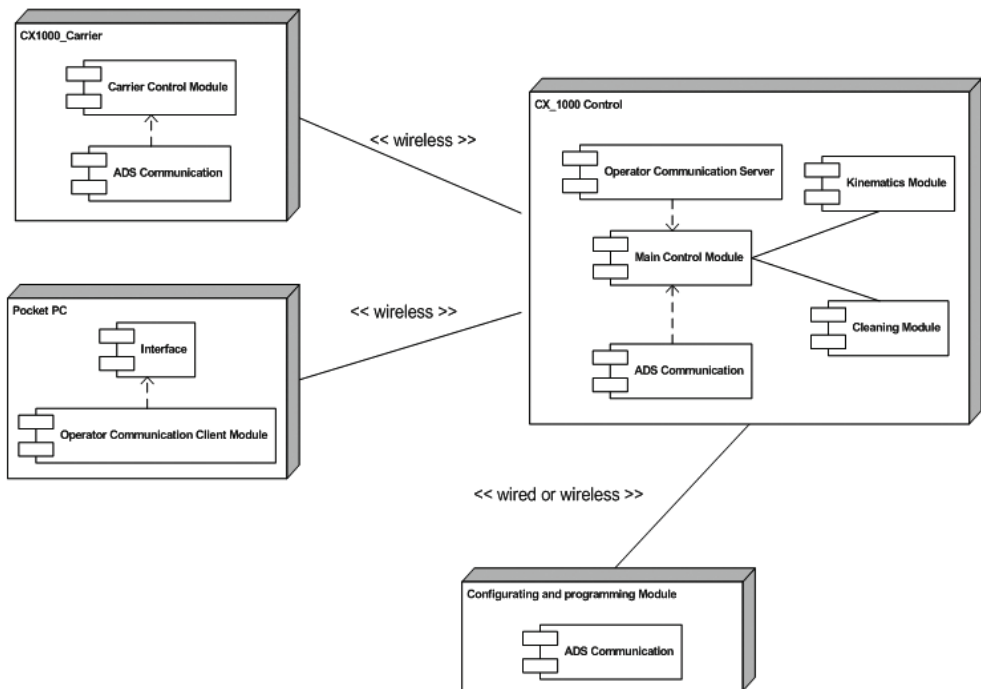 CX1000_Carrier
Carrier Control Module
ADS Communication
<< wireless >>
CX_1000 Control
Operator Communication Server
Kinematics Module
Main Control Module
Cleaning Module
ADS Communication
Pocket PC
Interface
Operator Communication Client Module
<< wireless >>
<< wired or wireless >>
Configurating and programming Module
ADS Communication